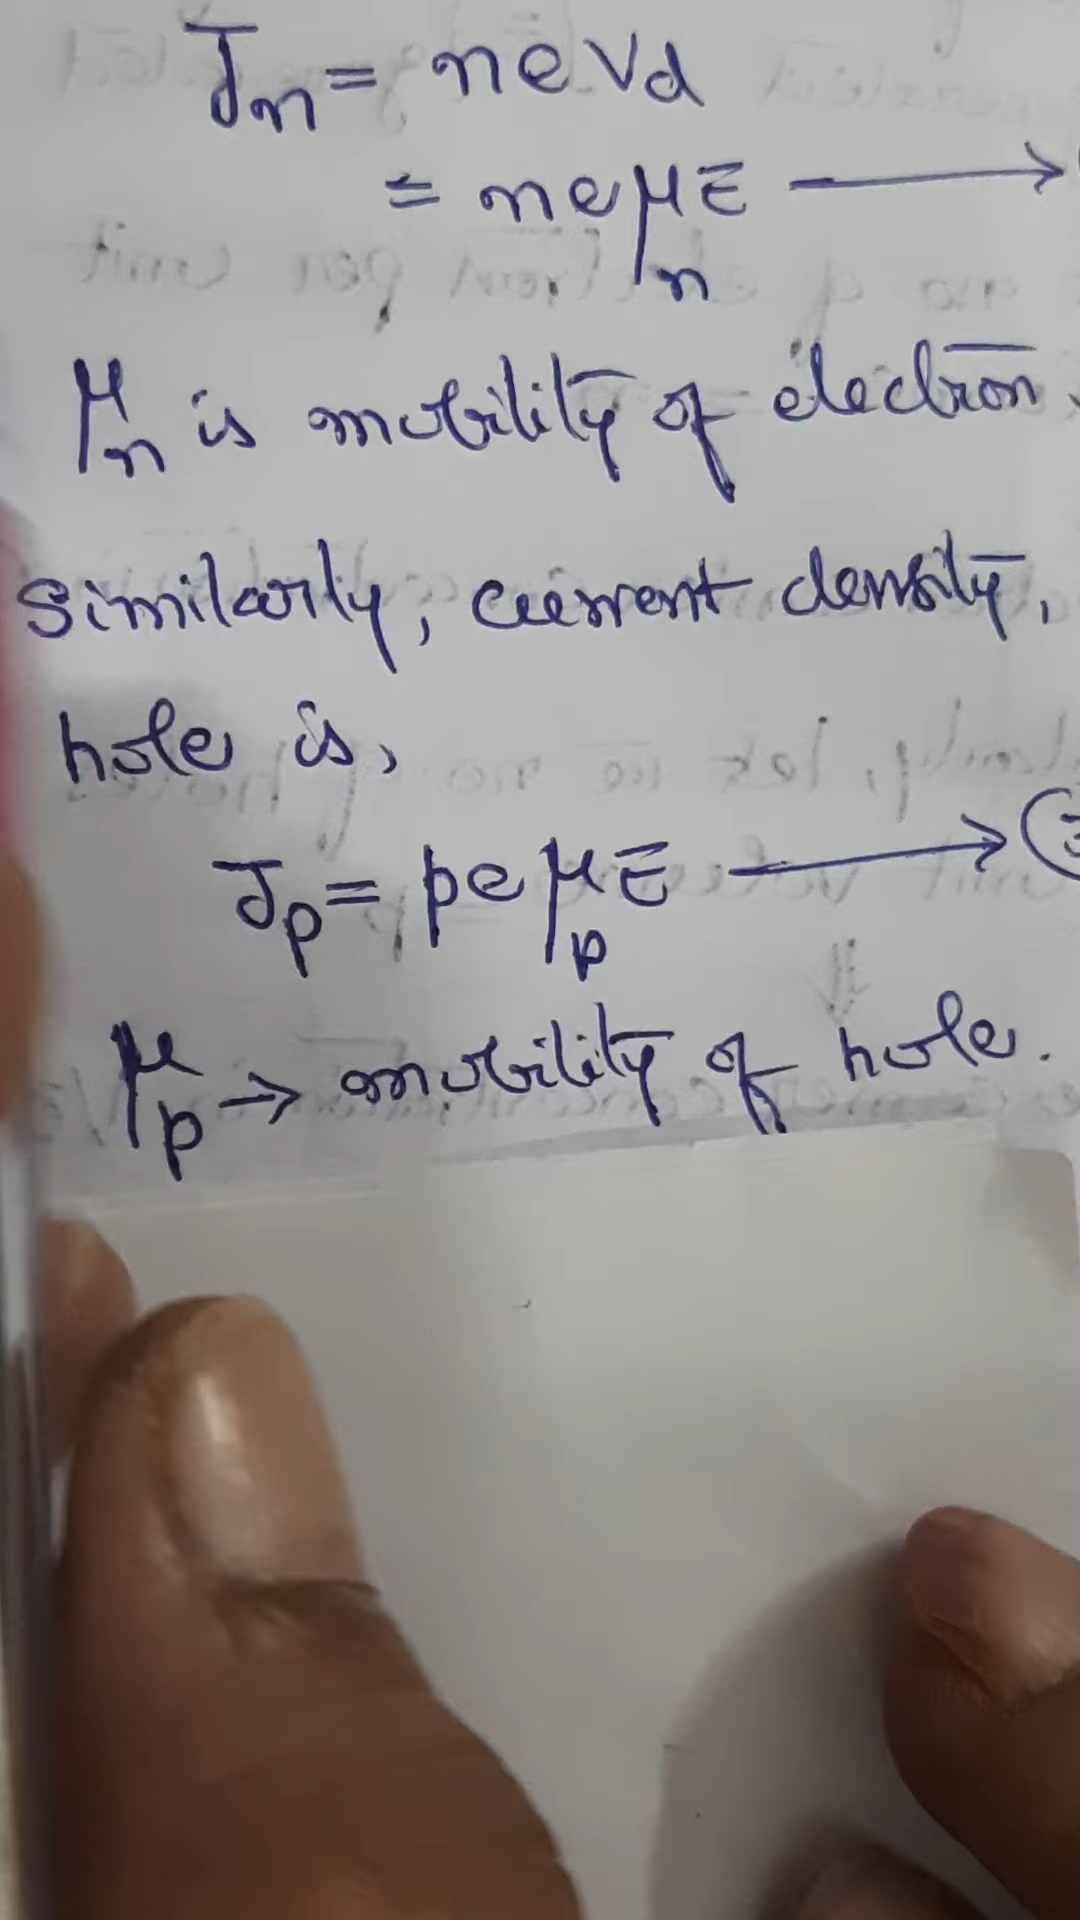 Jn = nevd
= neμnE →
μn is mobility of electron.
Similarly, current density,
hole is,
Jp = peμpE →
μp → mobility of hole.